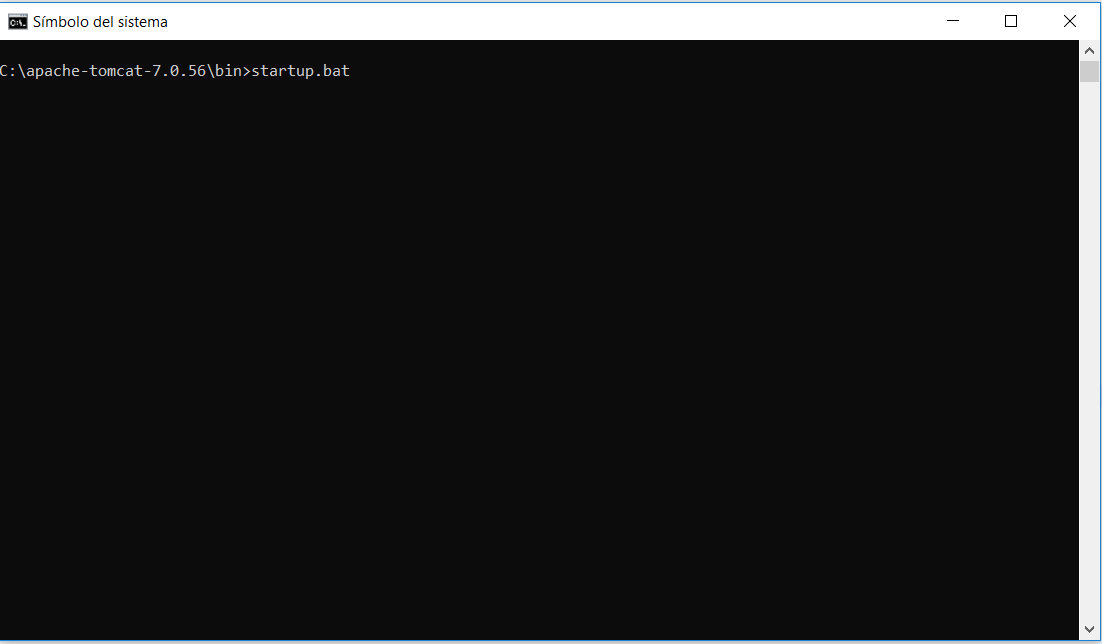 Símbolo del sistema
C:\apache-tomcat-7.0.56\bin>startup.bat